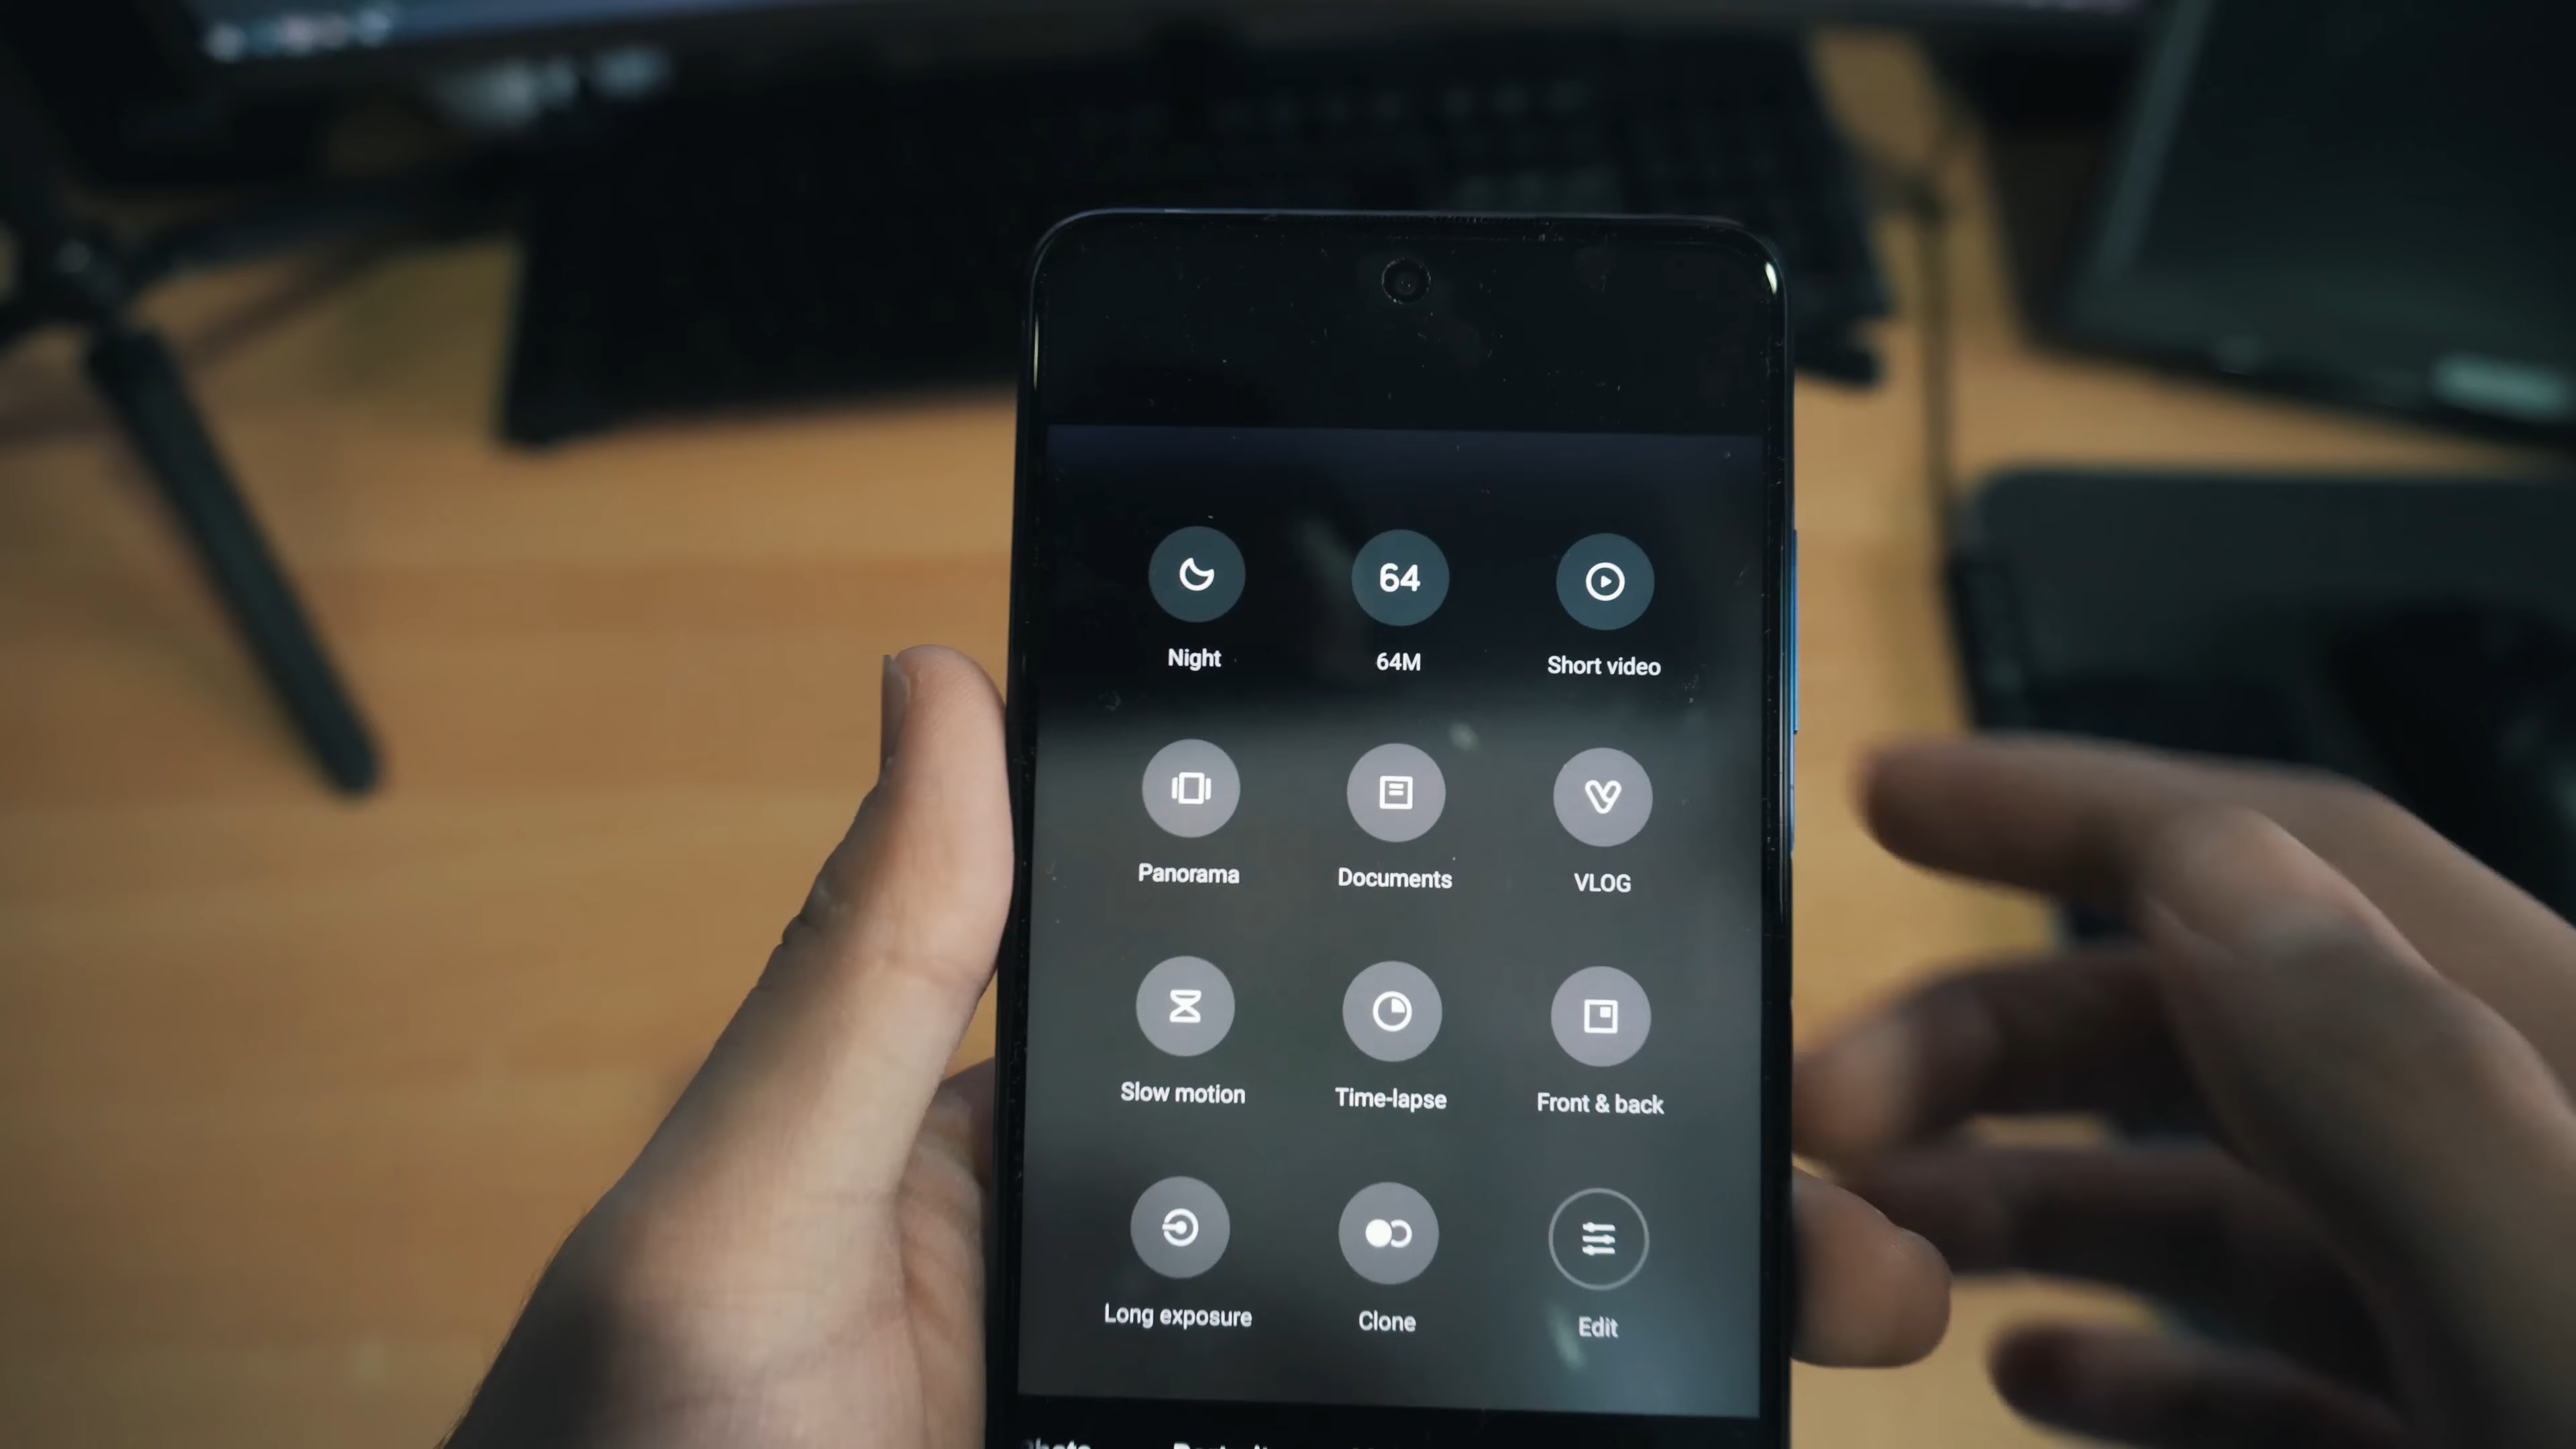 64
Night
64M
Short video
Panorama
Documents
VLOG
Slow motion
Time-lapse
Front & back
Long exposure
Clone
Edit